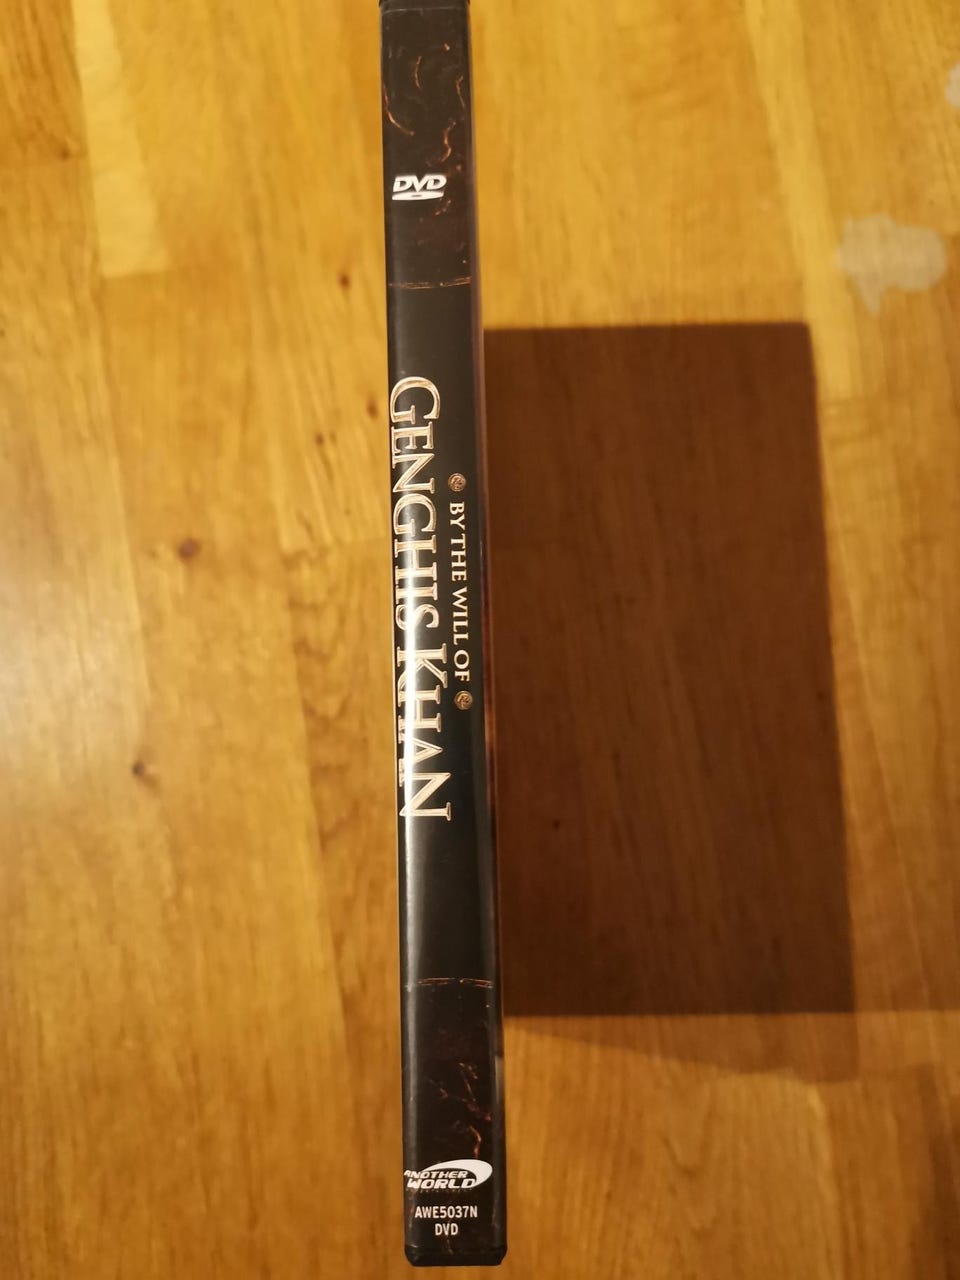 DVD
BY THE WILL OF
GENGHIS KHAN
ANOTHER
WORLD
AWE5037N
DVD